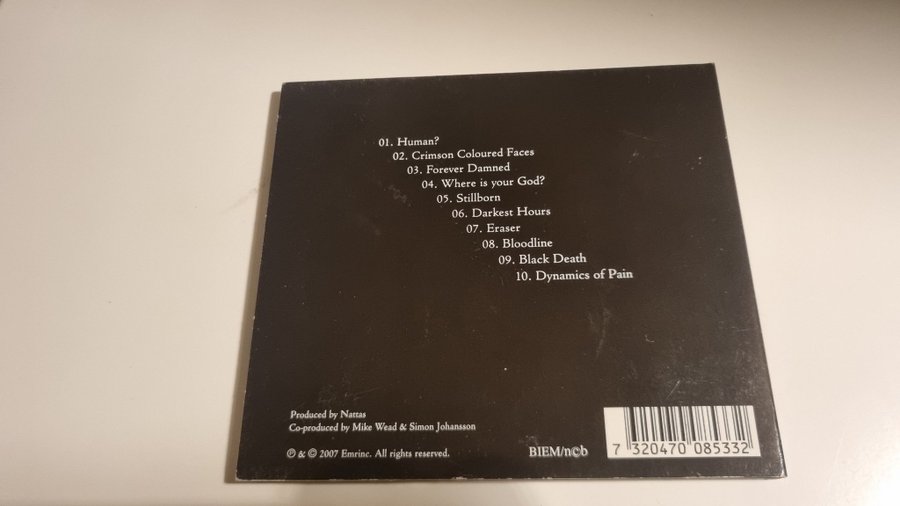 01. Human?
02. Crimson Coloured Faces
03. Forever Damned
04. Where is your God?
05. Stillborn
06. Darkest Hours
07. Eraser
08. Bloodline
09. Black Death
10. Dynamics of Pain
Produced by Nattas
Co-produced by Mike Wead & Simon Johansson
℗ & © 2007 Emrinc. All rights reserved.
BIEM/n©b
7 320470 085332